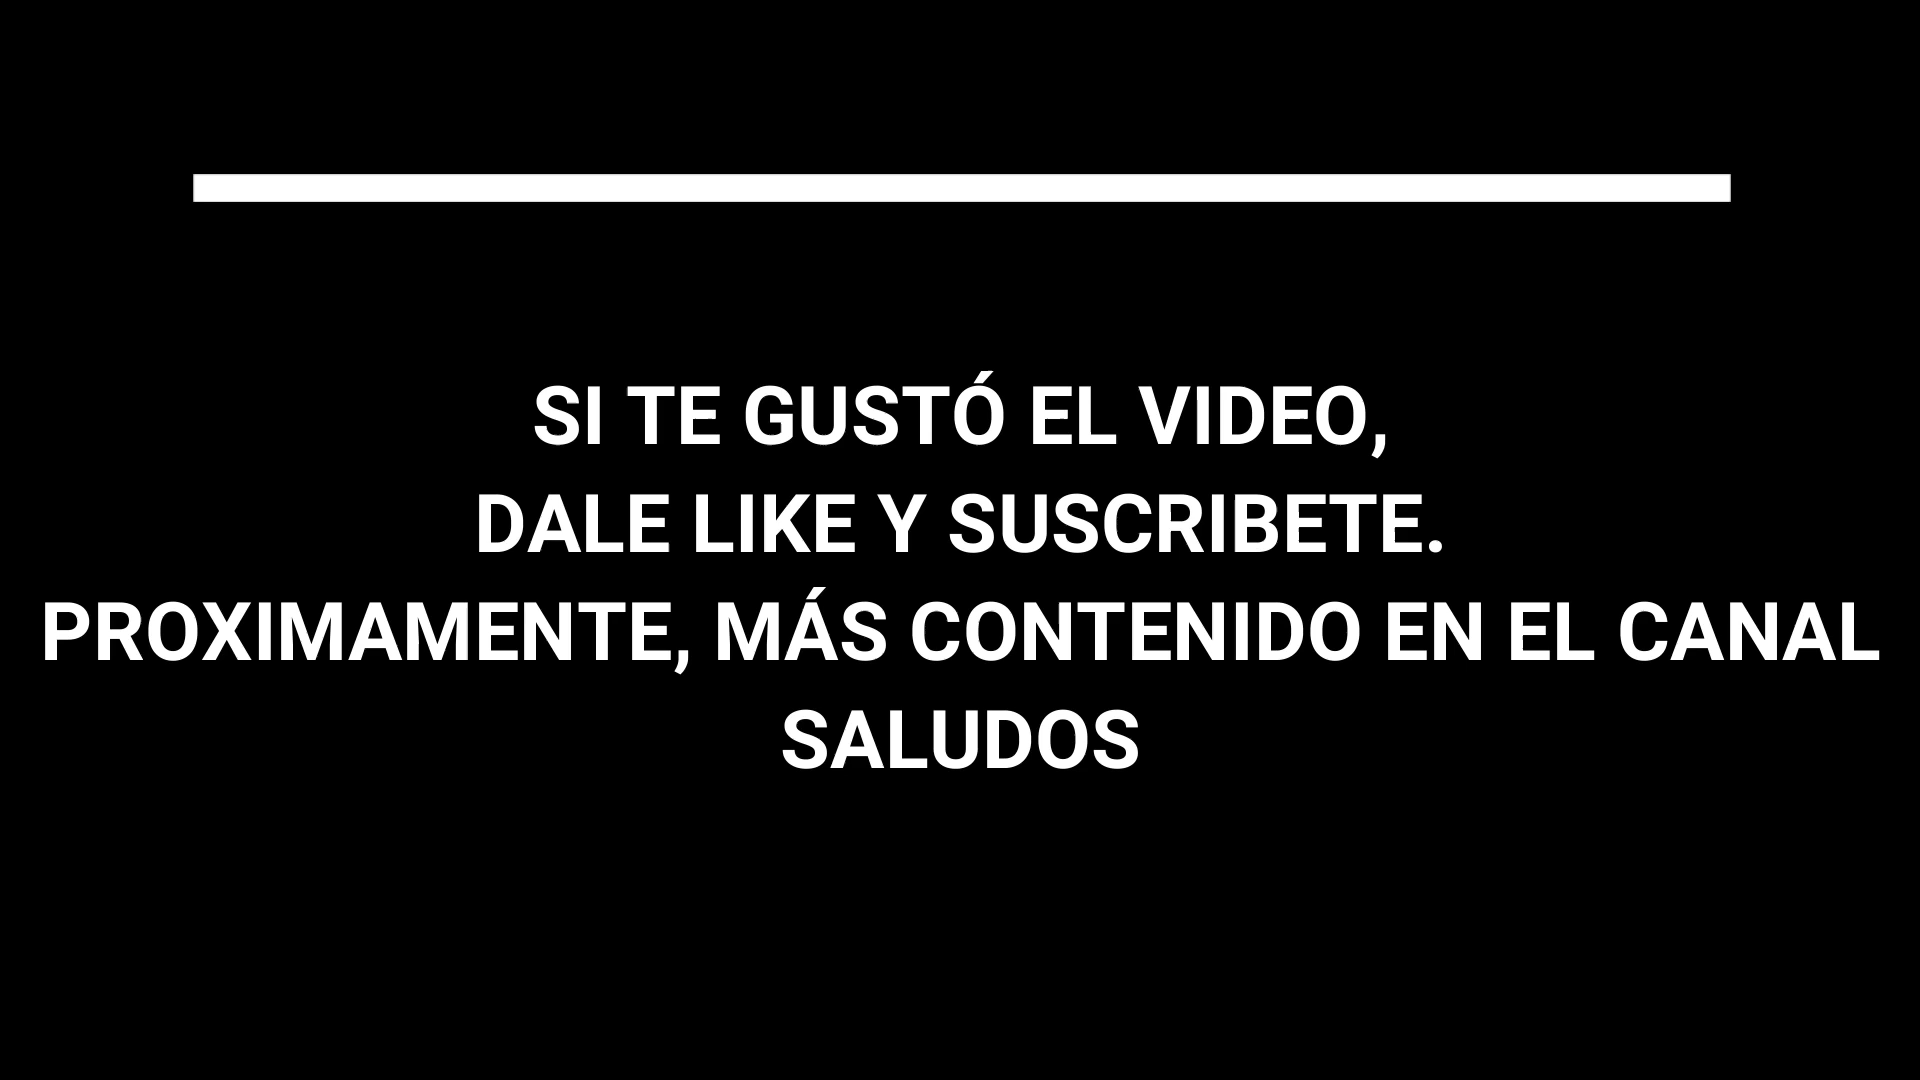 SI TE GUSTÓ EL VIDEO,
DALE LIKE Y SUSCRIBETE.
PROXIMAMENTE, MÁS CONTENIDO EN EL CANAL
SALUDOS